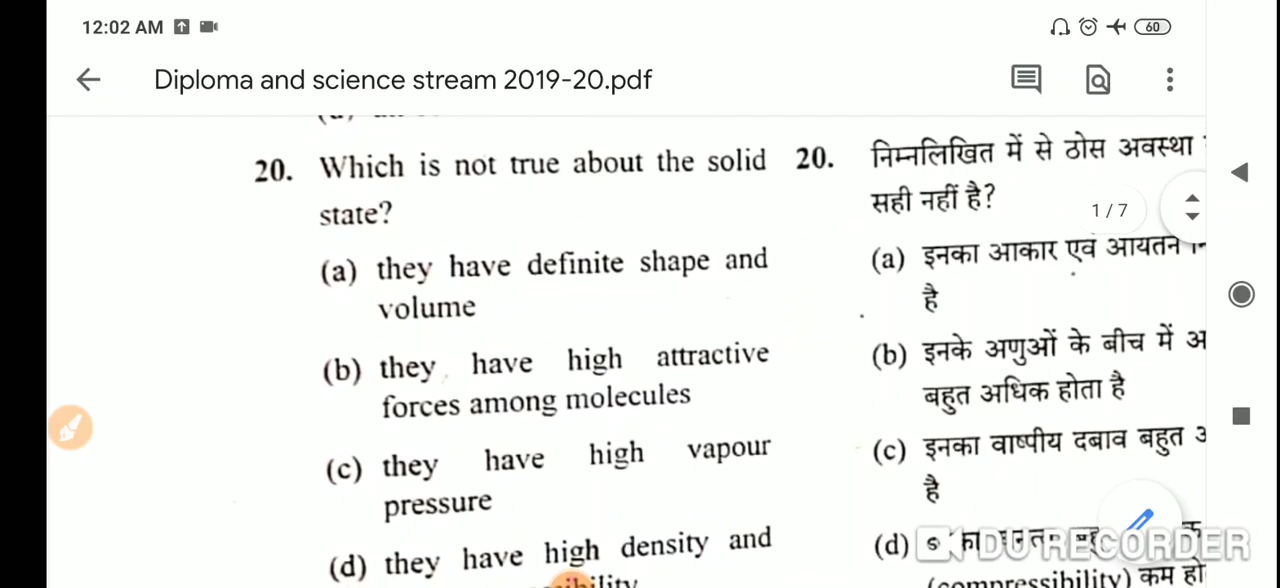 12:02 AM
60
Diploma and science stream 2019-20.pdf
20. Which is not true about the solid
state?
(a) they have definite shape and
volume
(b) they have high attractive
forces among molecules
(c) they have high vapour
pressure
(d) they have high density and
20. निम्नलिखित में से ठोस अवस्था
सही नहीं है?
1/7
(a) इनका आकार एवं आयतन
है
(b) इनके अणुओं के बीच में
बहुत अधिक होता है
(c) इनका वाष्पीय दबाव बहुत
है
(d)
(compressibility) कम हो
DU RECORDER